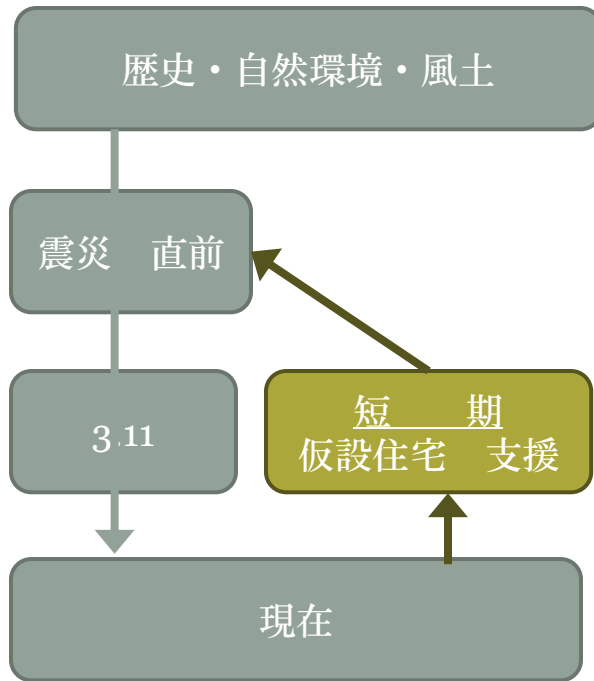 歴史・自然環境・風土
震災　直前
3.11
短　　期
仮設住宅　支援
現在